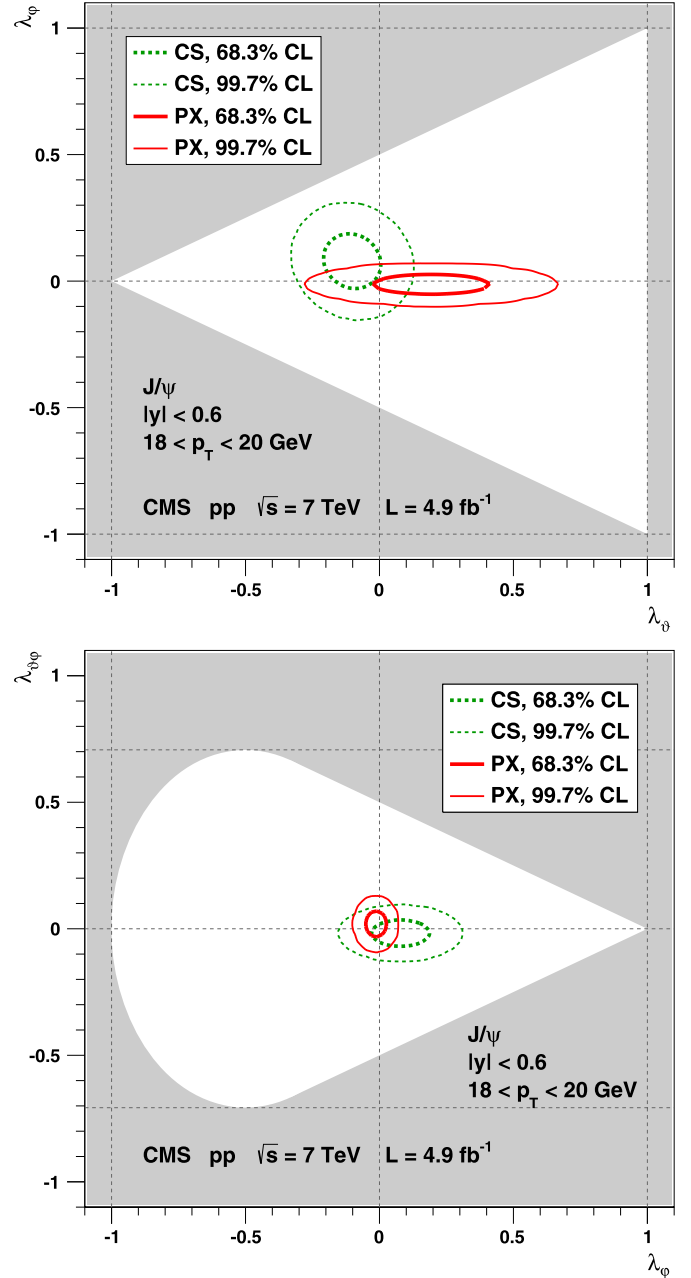 λφ
1
CS, 68.3% CL
CS, 99.7% CL
PX, 68.3% CL
PX, 99.7% CL
0.5
0
-0.5
J/ψ
|y| < 0.6
18 < pT < 20 GeV
CMS pp √s = 7 TeV L = 4.9 fb-1
-1
-1 -0.5 0 0.5 1
λϑ
λϑφ
1
CS, 68.3% CL
CS, 99.7% CL
PX, 68.3% CL
PX, 99.7% CL
0.5
0
-0.5
J/ψ
|y| < 0.6
18 < pT < 20 GeV
CMS pp √s = 7 TeV L = 4.9 fb-1
-1
-1 -0.5 0 0.5 1
λφ